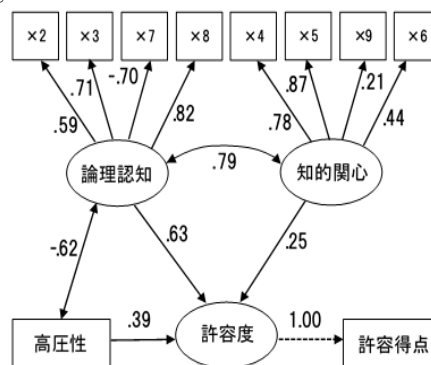 ×2 ×3 ×7 ×8 ×4 ×5 ×9 ×6
.59 .71 -.70 .82 .78 .87 .21 .44
論理認知 .79 知的関心
-.62 .63 .25
高圧性 .39 許容度 1.00 許容得点